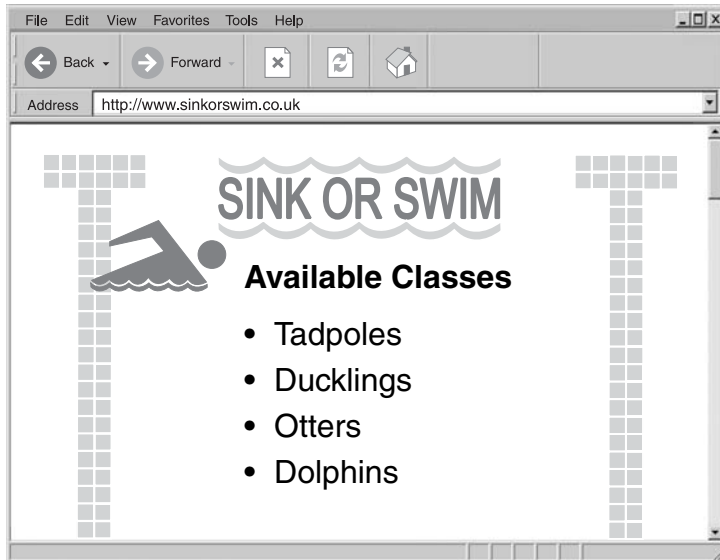 File Edit View Favorites Tools Help
Back Forward
Address http://www.sinkorswim.co.uk
SINK OR SWIM
Available Classes
• Tadpoles
• Ducklings
• Otters
• Dolphins